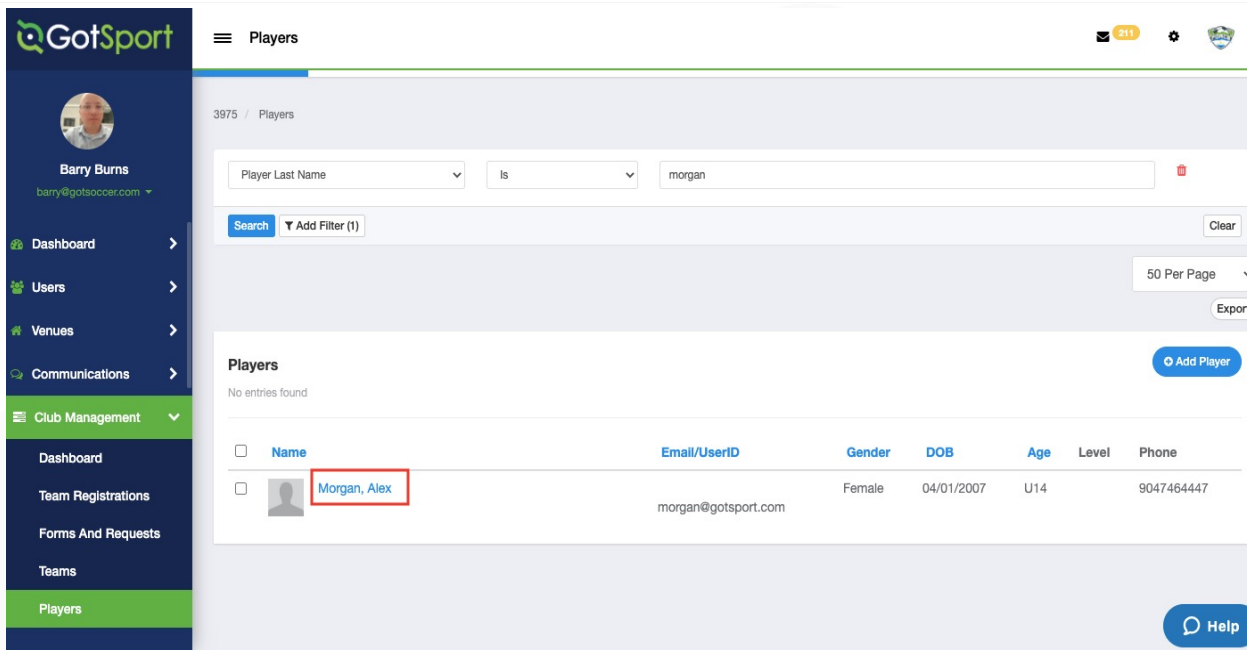 GotSport
Players
211
Barry Burns
barry@gotsoccer.com
Dashboard
Users
Venues
Communications
Club Management
Dashboard
Team Registrations
Forms And Requests
Teams
Players
3975 / Players
Player Last Name Is morgan
Search Add Filter (1) Clear
50 Per Page
Expor
Players Add Player
No entries found
Name Email/UserID Gender DOB Age Level Phone
Morgan, Alex Female 04/01/2007 U14 9047464447
morgan@gotsport.com
Help